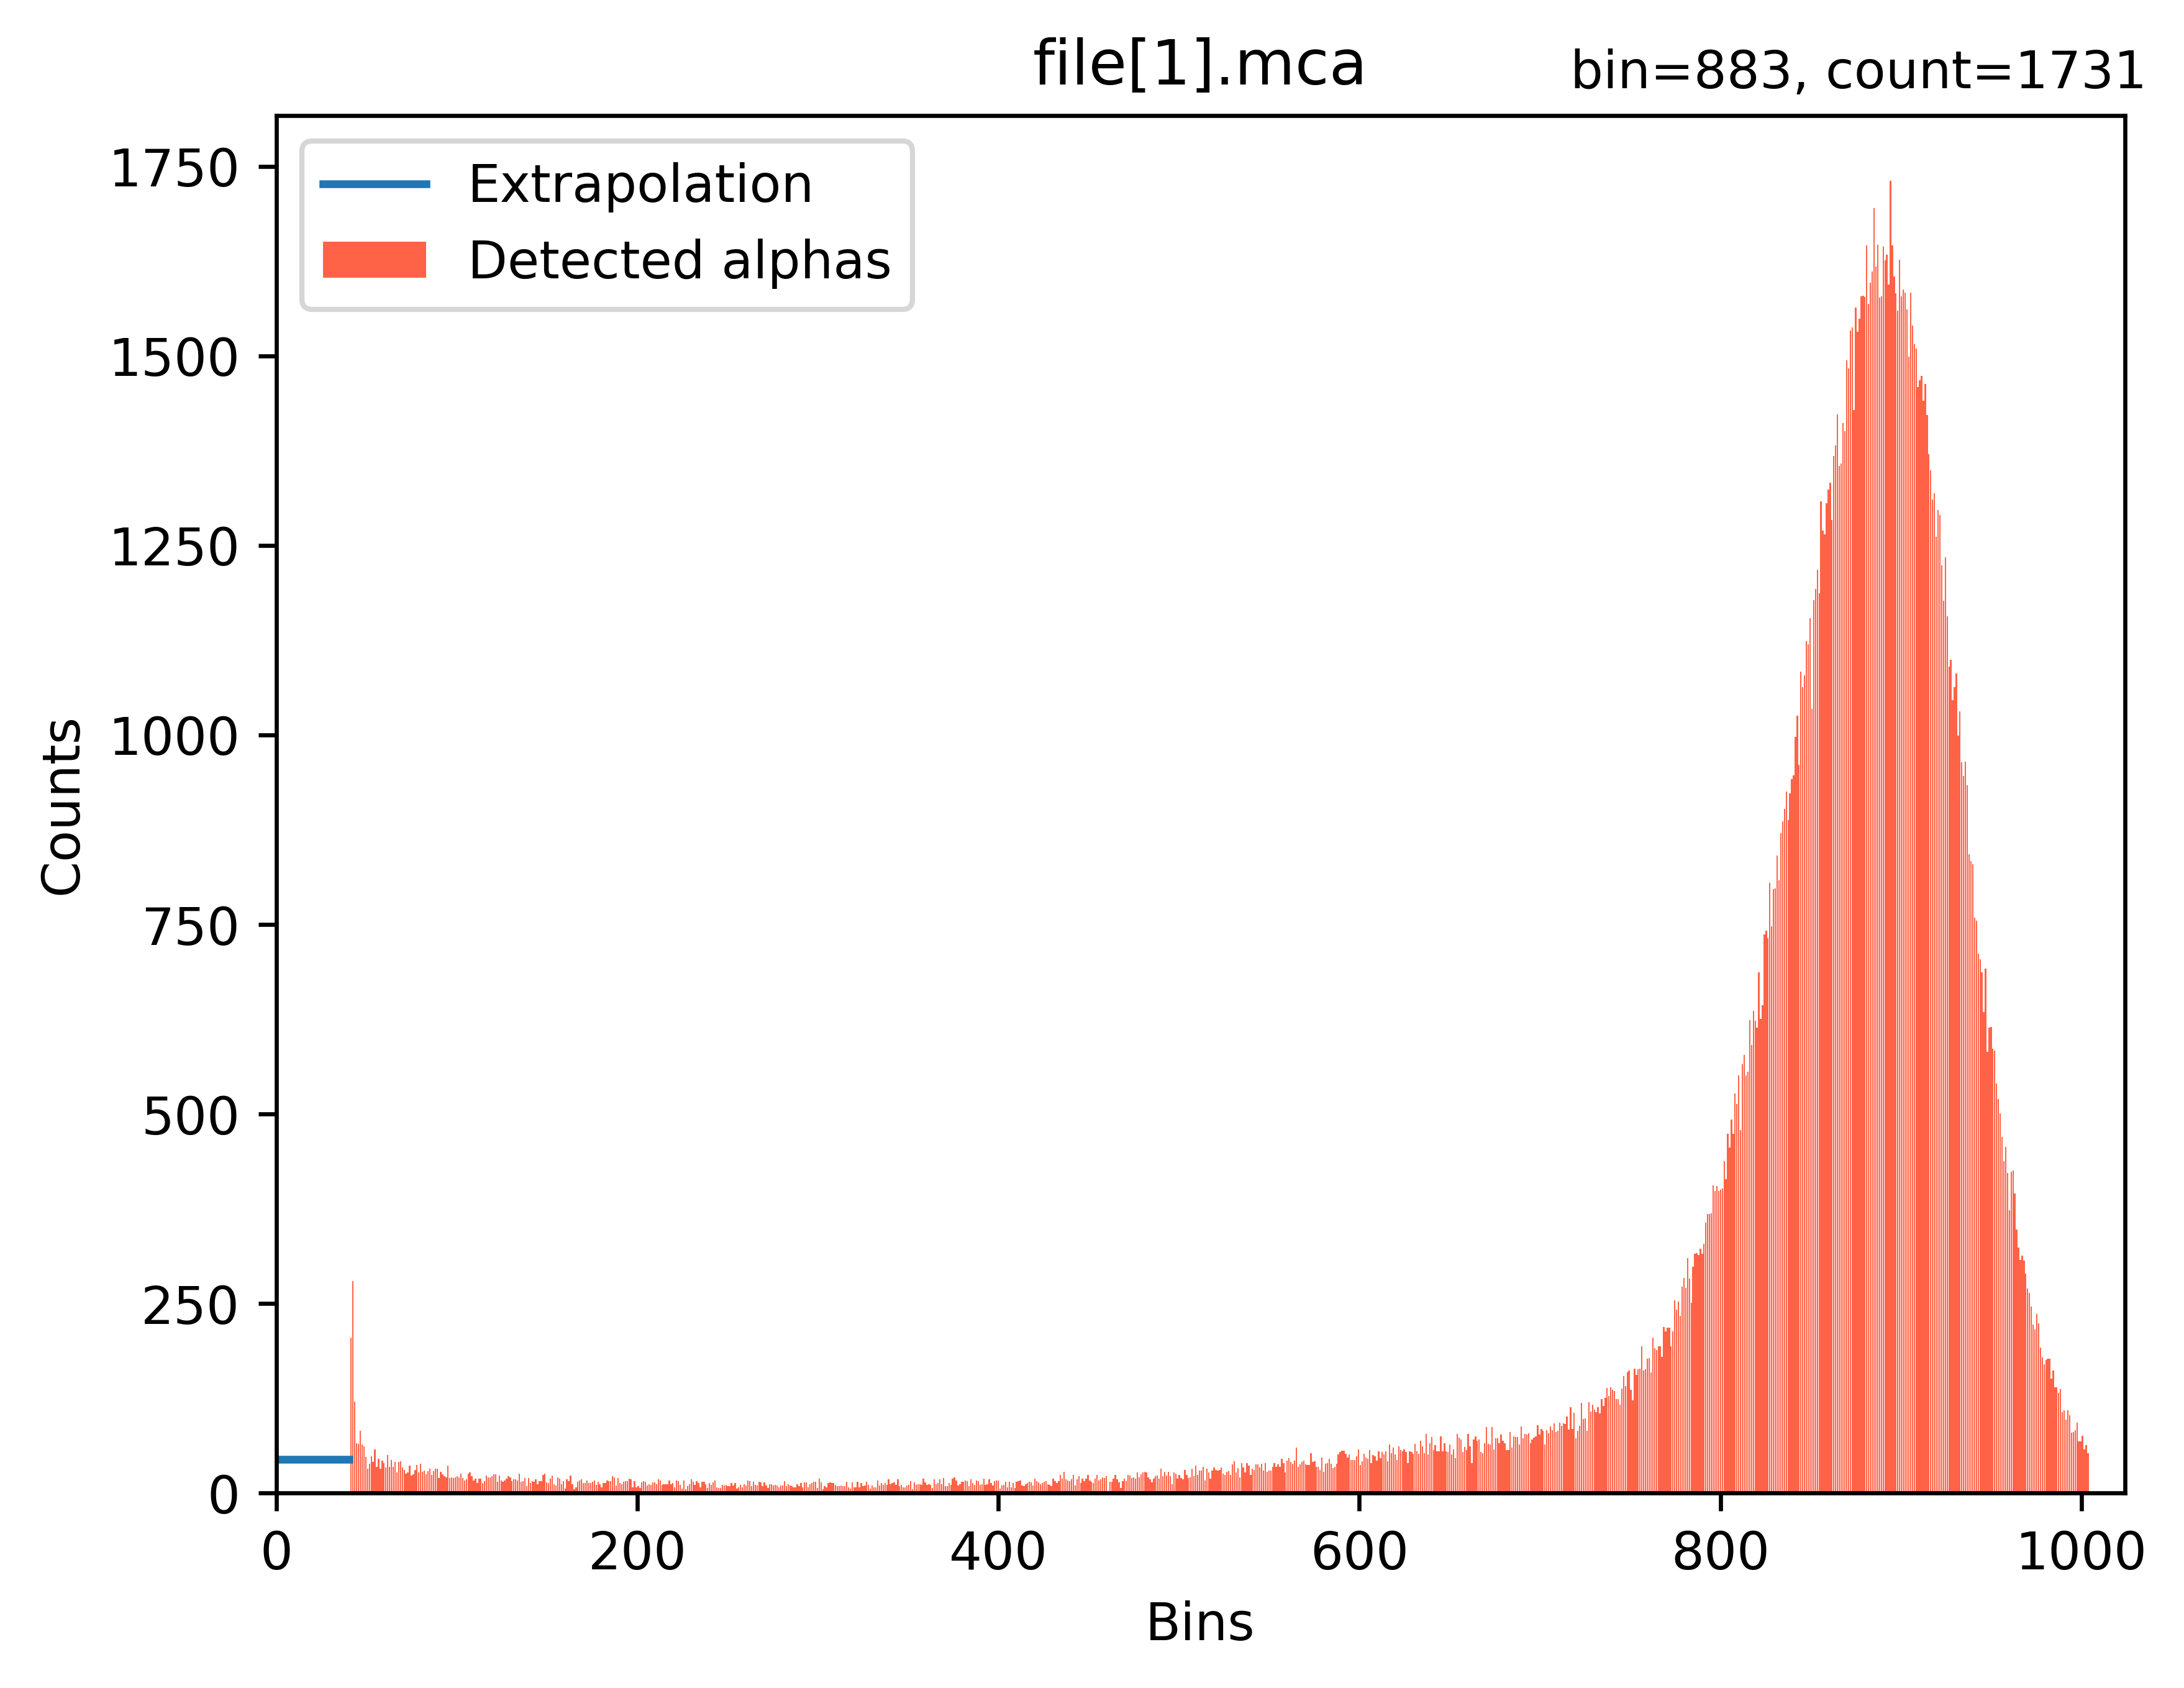 file[1].mca
bin=883, count=1731
Extrapolation
Detected alphas
1750
1500
1250
1000
750
500
250
0
Counts
0 200 400 600 800 1000
Bins